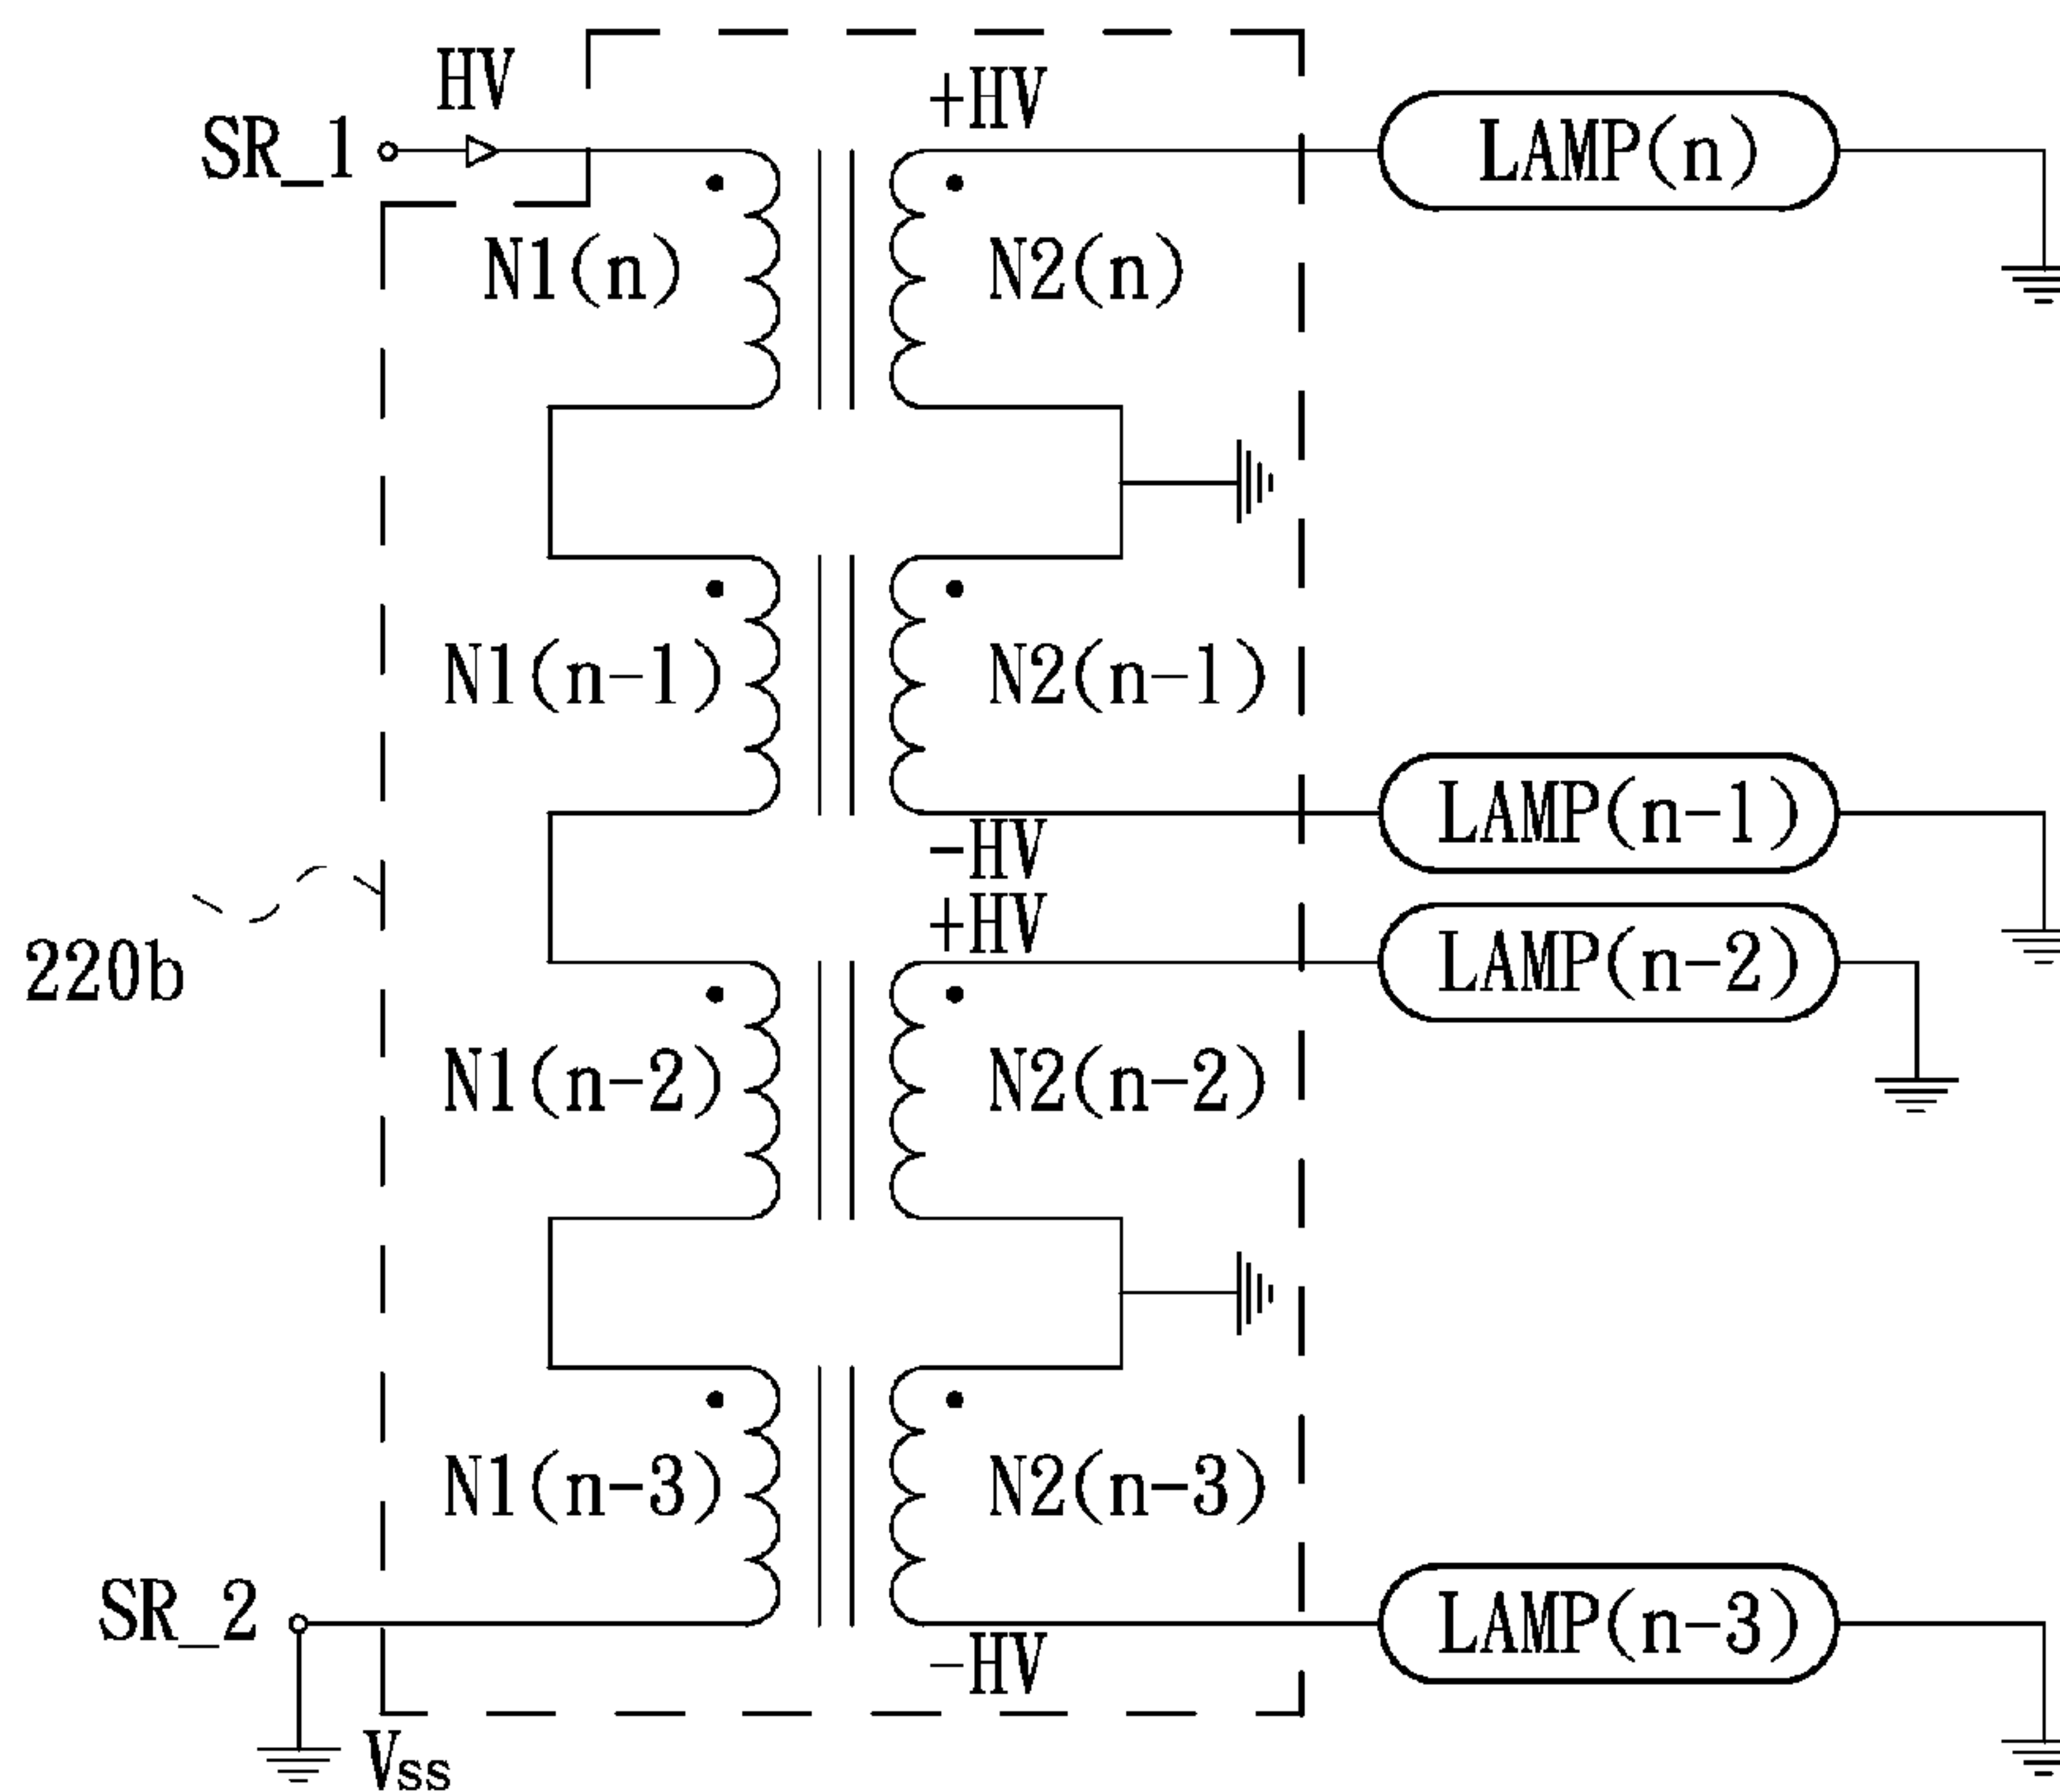 HV
+HV
SR_1
LAMP(n)
N1(n)
N2(n)
N1(n-1)
N2(n-1)
LAMP(n-1)
-HV
+HV
LAMP(n-2)
220b
N1(n-2)
N2(n-2)
N1(n-3)
N2(n-3)
SR_2
LAMP(n-3)
-HV
Vss